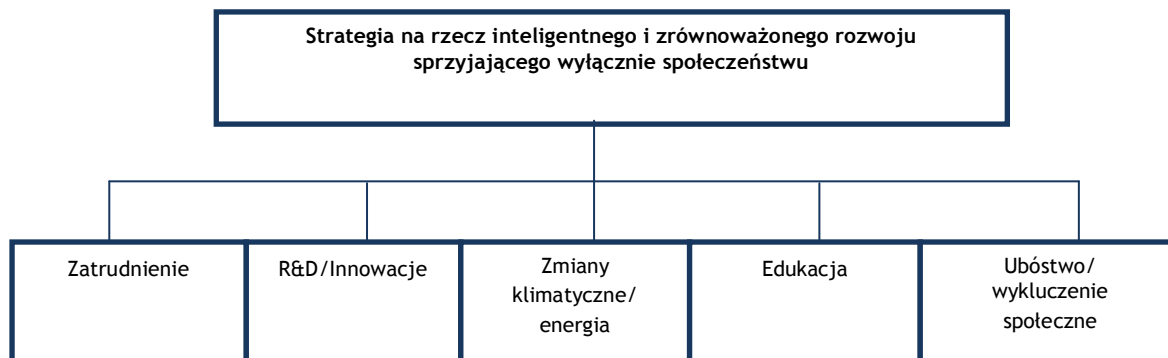 Strategia na rzecz inteligentnego i zrównoważonego rozwoju
sprzyjającego wyłącznie społeczeństwu
Zatrudnienie
R&D/Innowacje
Zmiany
klimatyczne/
energia
Edukacja
Ubóstwo/
wykluczenie
społeczne